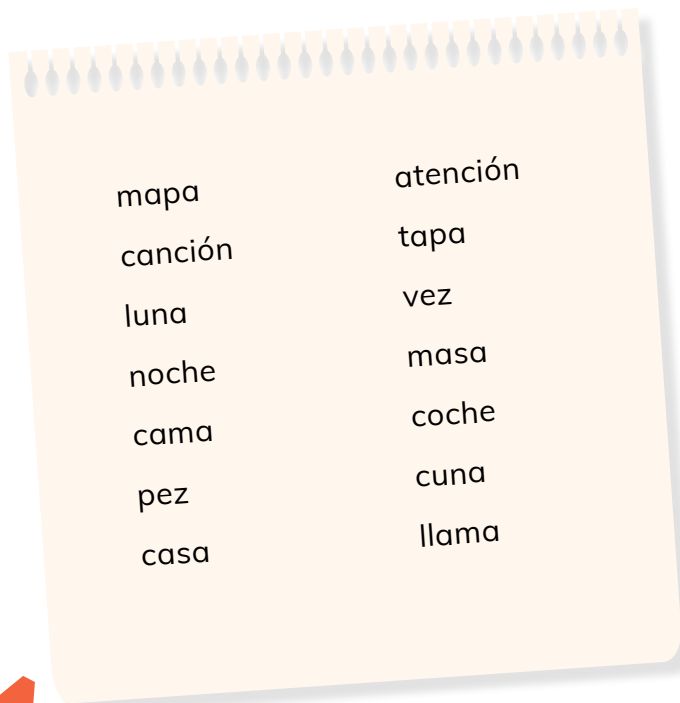 mapa
canción
luna
noche
cama
pez
casa
atención
tapa
vez
masa
coche
cuna
llama